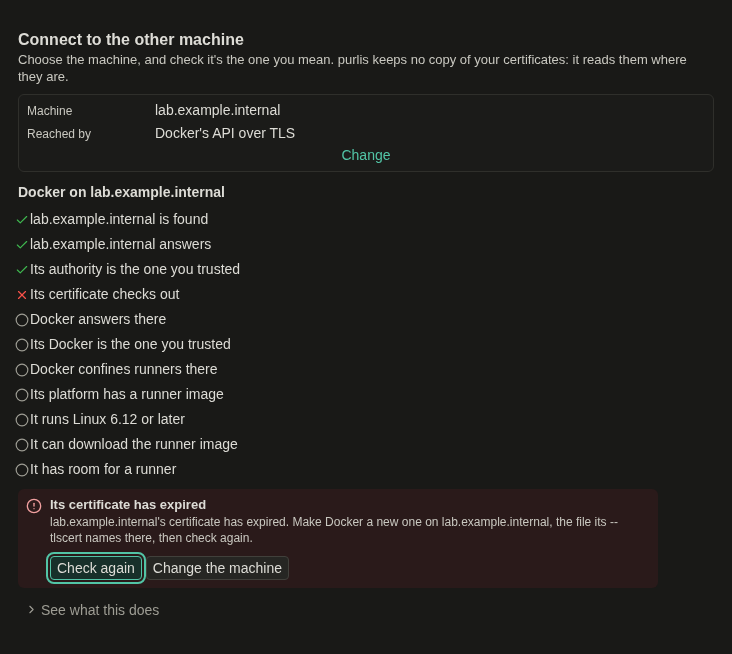 Connect to the other machine
Choose the machine, and check it's the one you mean. purlis keeps no copy of your certificates: it reads them where
they are.
Machine lab.example.internal
Reached by Docker's API over TLS
Change
Docker on lab.example.internal
lab.example.internal is found
lab.example.internal answers
Its authority is the one you trusted
Its certificate checks out
Docker answers there
Its Docker is the one you trusted
Docker confines runners there
Its platform has a runner image
It runs Linux 6.12 or later
It can download the runner image
It has room for a runner
Its certificate has expired
lab.example.internal's certificate has expired. Make Docker a new one on lab.example.internal, the file its --
tlscert names there, then check again.
Check again Change the machine
See what this does